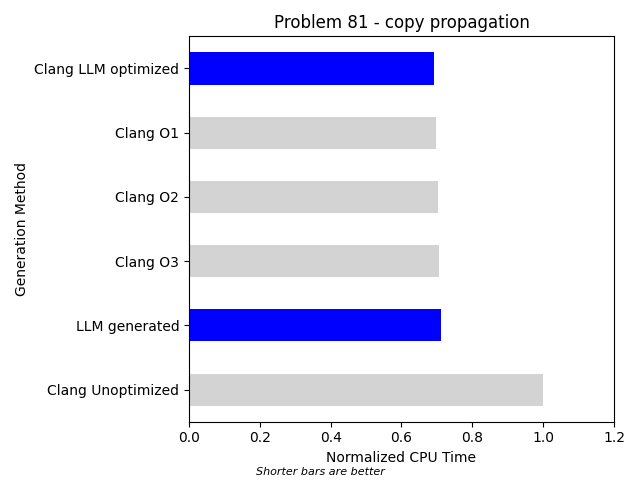 Problem 81 - copy propagation
Clang LLM optimized
Clang O1
Clang O2
Clang O3
LLM generated
Clang Unoptimized
Generation Method
0.0 0.2 0.4 0.6 0.8 1.0 1.2
Normalized CPU Time
Shorter bars are better